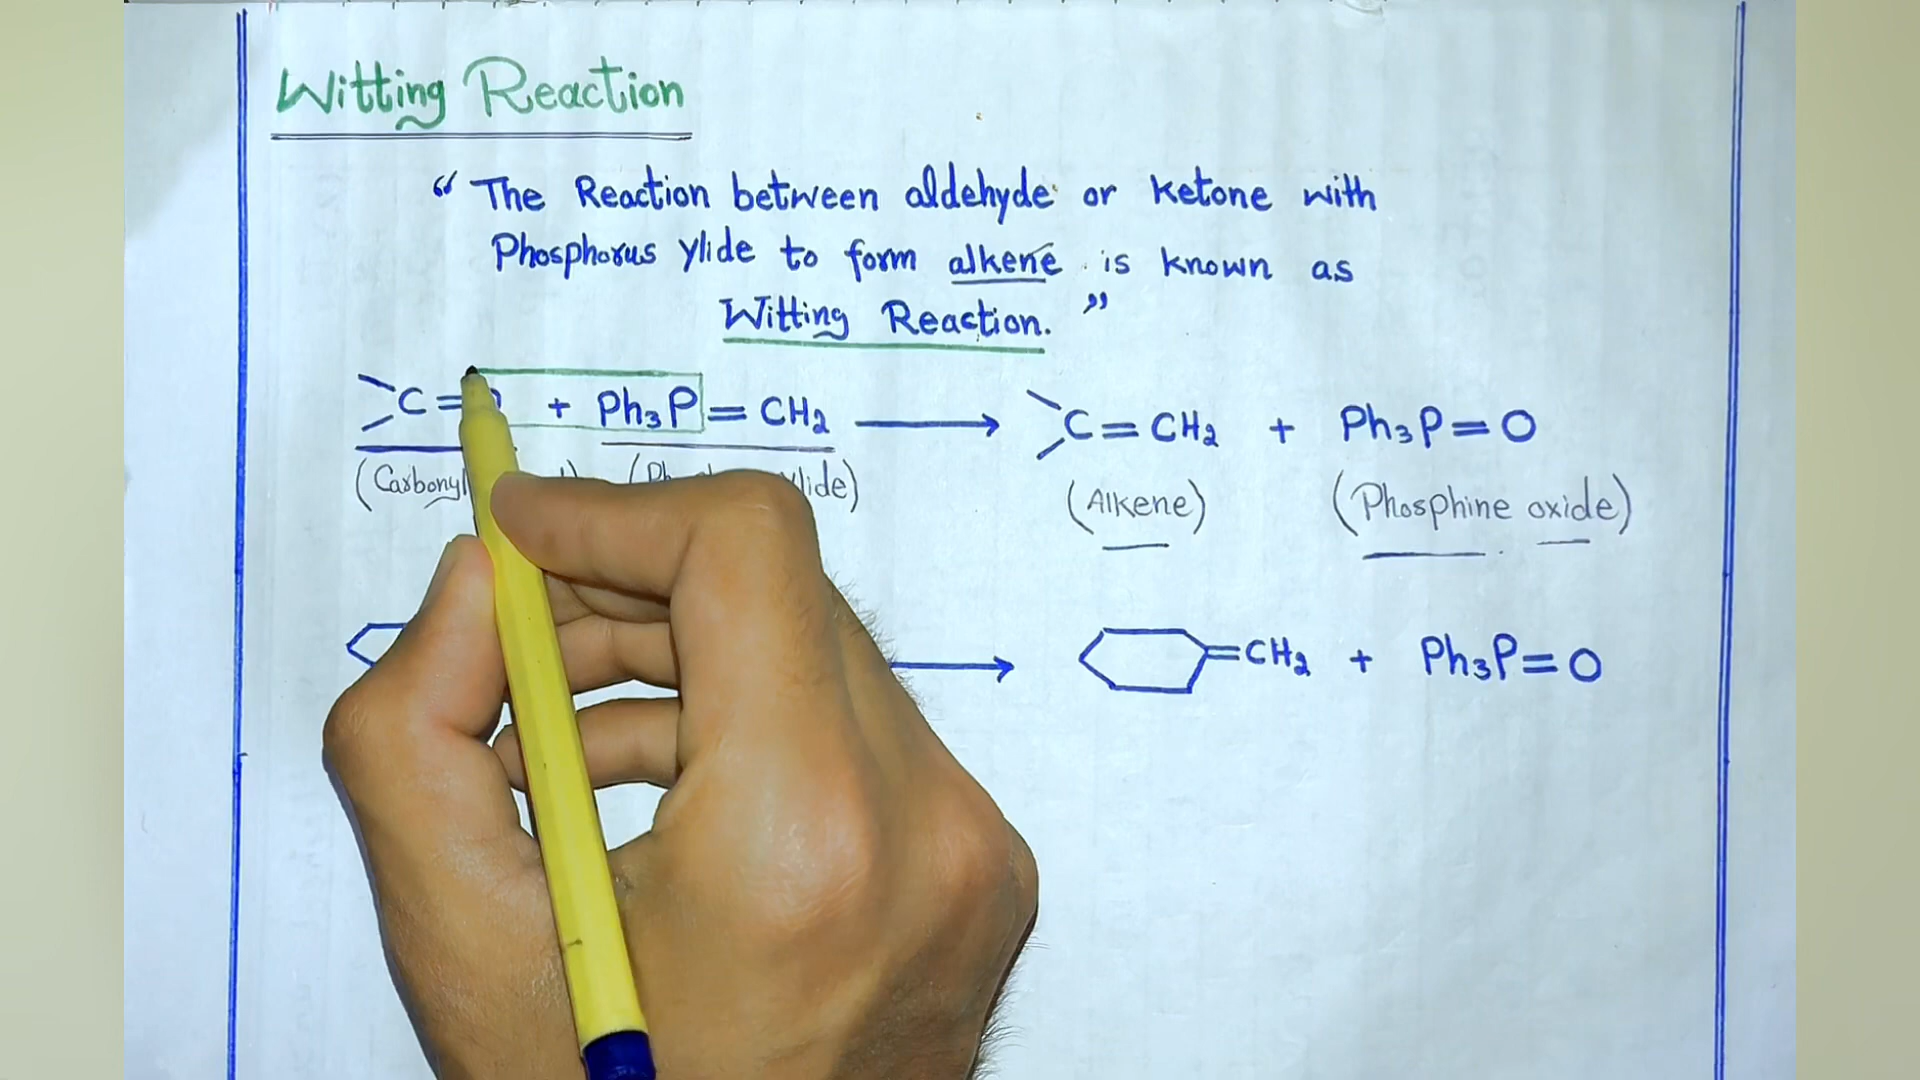 Witting Reaction
“ The Reaction between aldehyde or Ketone with
Phosphorus ylide to form alkene is known as
Witting Reaction. ”
C= + Ph₃P = CH₂ ⟶ C=CH₂ + Ph₃P=O
(Carbonyl (Alkene) (Phosphine oxide)
⟶ =CH₂ + Ph₃P=O